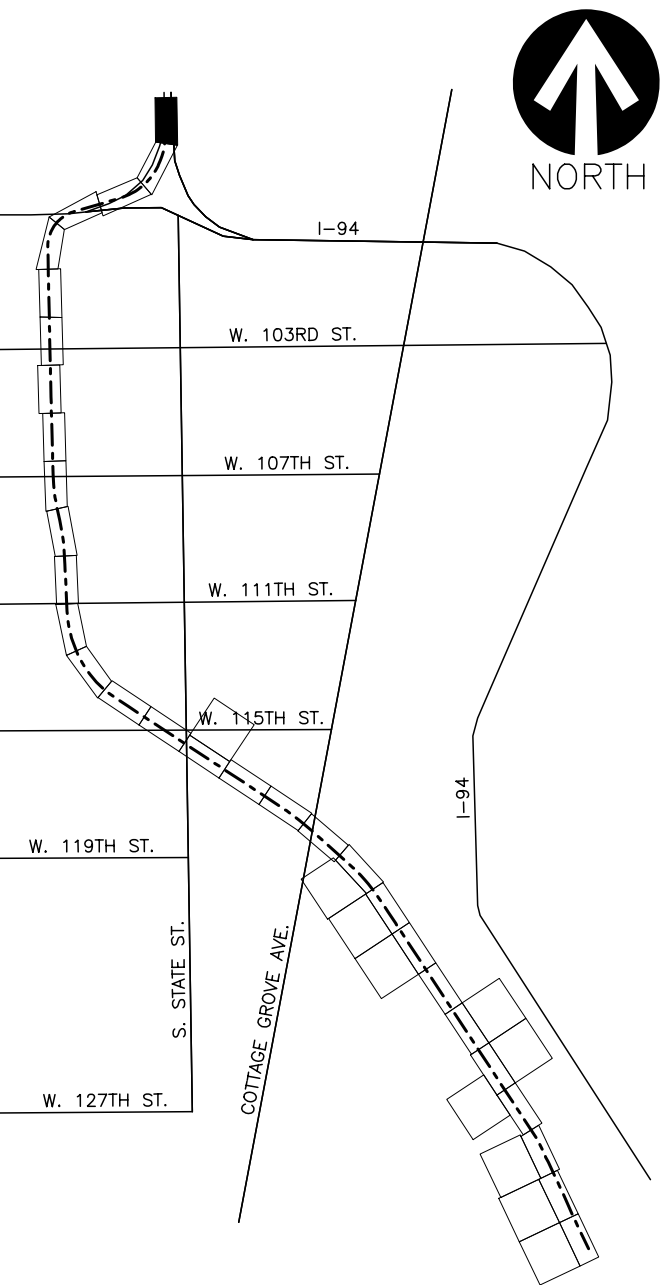 NORTH
I-94
W. 103RD ST.
W. 107TH ST.
W. 111TH ST.
W. 115TH ST.
I-94
W. 119TH ST.
S. STATE ST.
COTTAGE GROVE AVE.
W. 127TH ST.